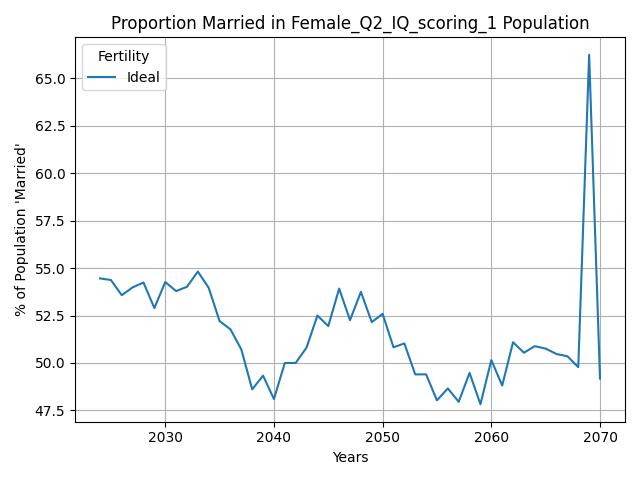 Proportion Married in Female_Q2_IQ_scoring_1 Population
Fertility
Ideal
% of Population 'Married'
65.0
62.5
60.0
57.5
55.0
52.5
50.0
47.5
2030 2040 2050 2060 2070
Years